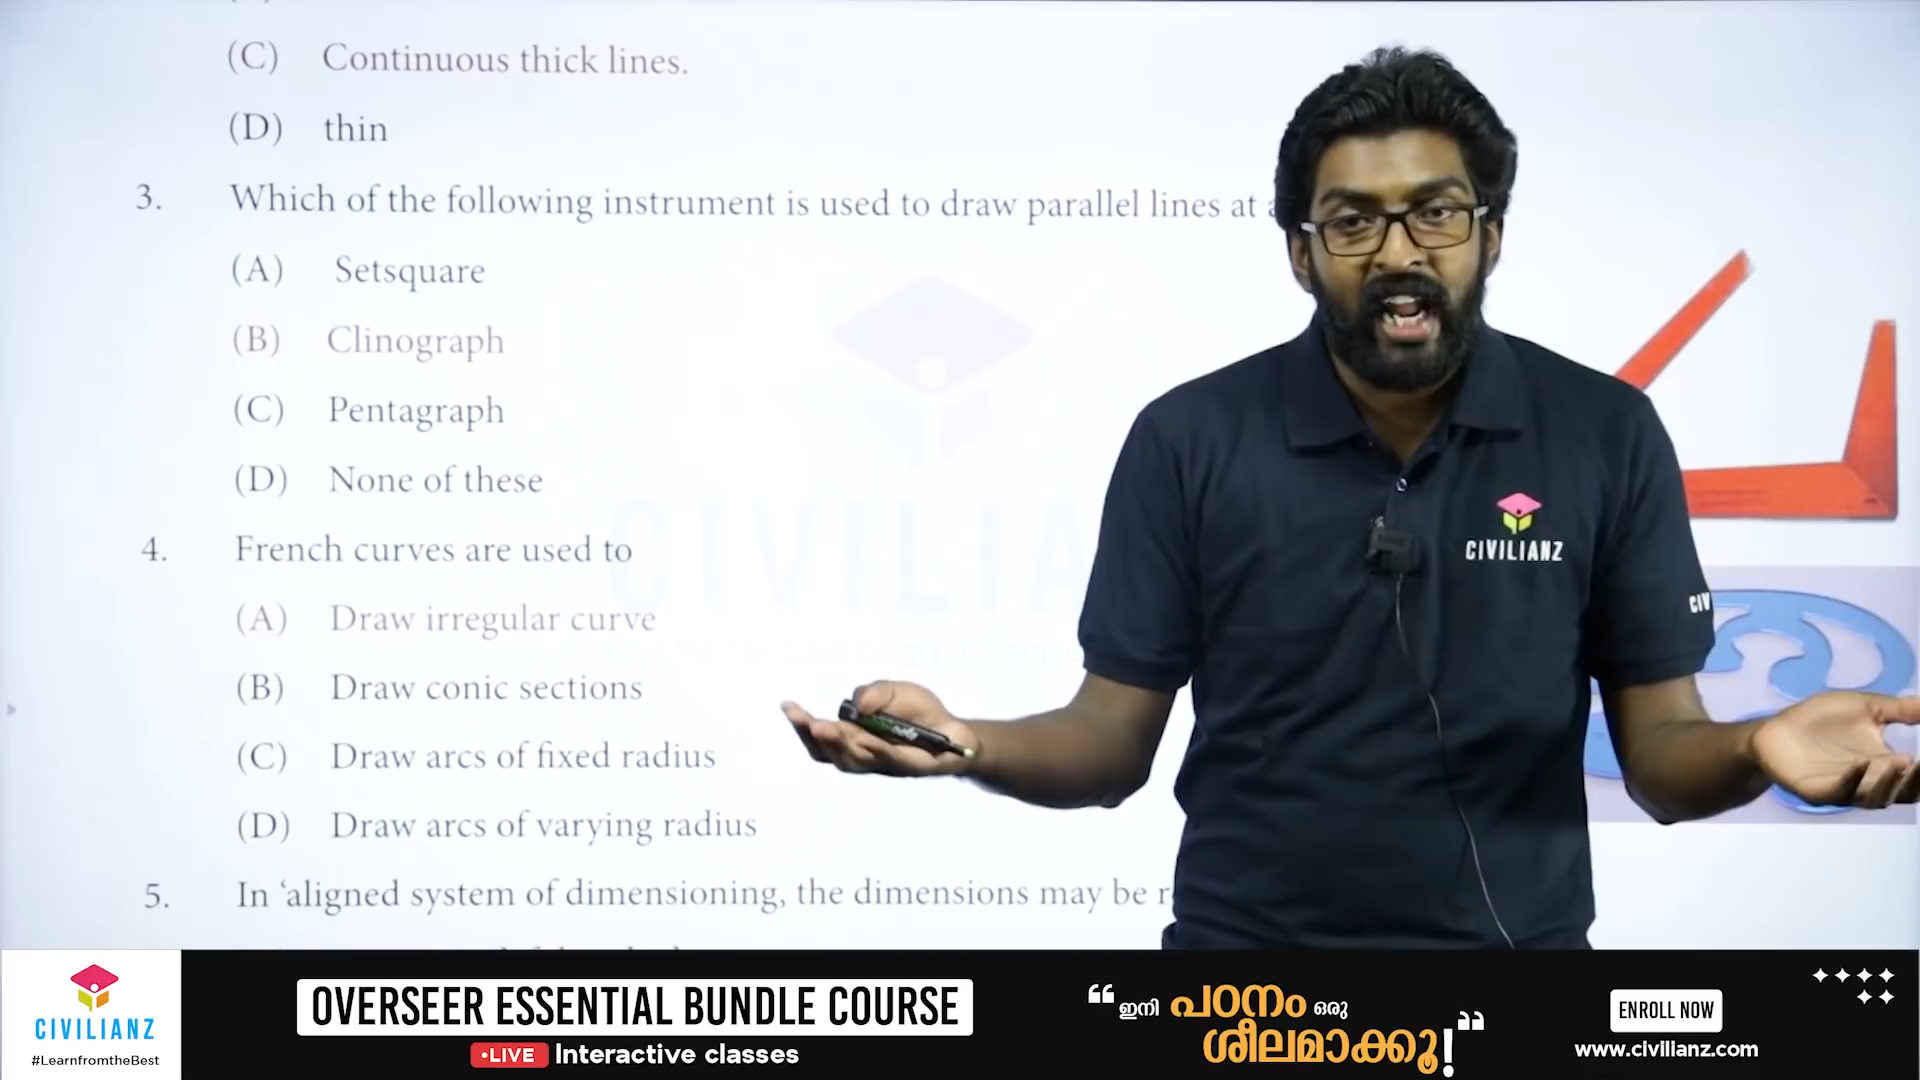 (C) Continuous thick lines.
(D) thin
3. Which of the following instrument is used to draw parallel lines at
(A) Setsquare
(B) Clinograph
(C) Pentagraph
(D) None of these
4. French curves are used to
(A) Draw irregular curve
(B) Draw conic sections
(C) Draw arcs of fixed radius
(D) Draw arcs of varying radius
5. In ‘aligned system of dimensioning, the dimensions may be r
CIVILIANZ
CIV
CIVILIA
CIVILIANZ
#LearnfromtheBest
OVERSEER ESSENTIAL BUNDLE COURSE
•LIVE Interactive classes
“ഇനി പഠനം ഒരു
ശീലമാക്കൂ!”
ENROLL NOW
www.civilianz.com